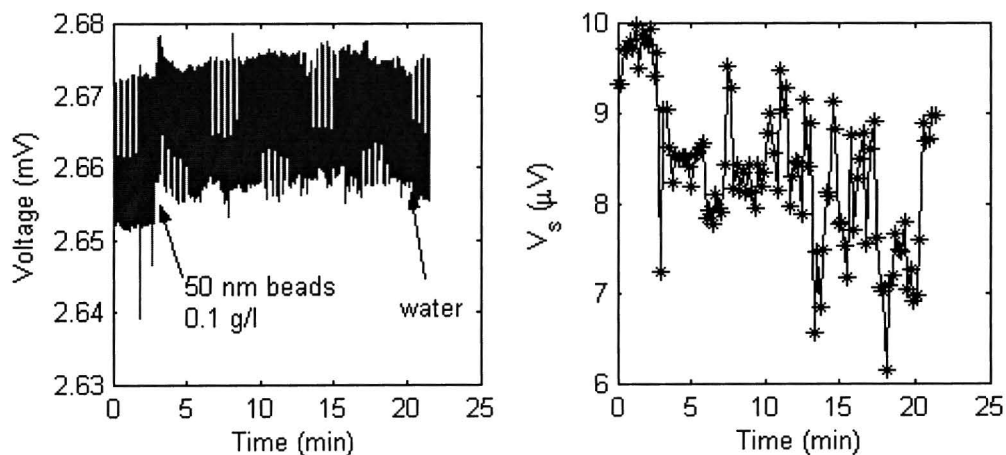 2.68
2.67
2.66
2.65
2.64
2.63
Voltage (mV)
50 nm beads
0.1 g/l
water
0 5 10 15 20 25
Time (min)
10
9
8
7
6
V_s (μV)
0 5 10 15 20 25
Time (min)